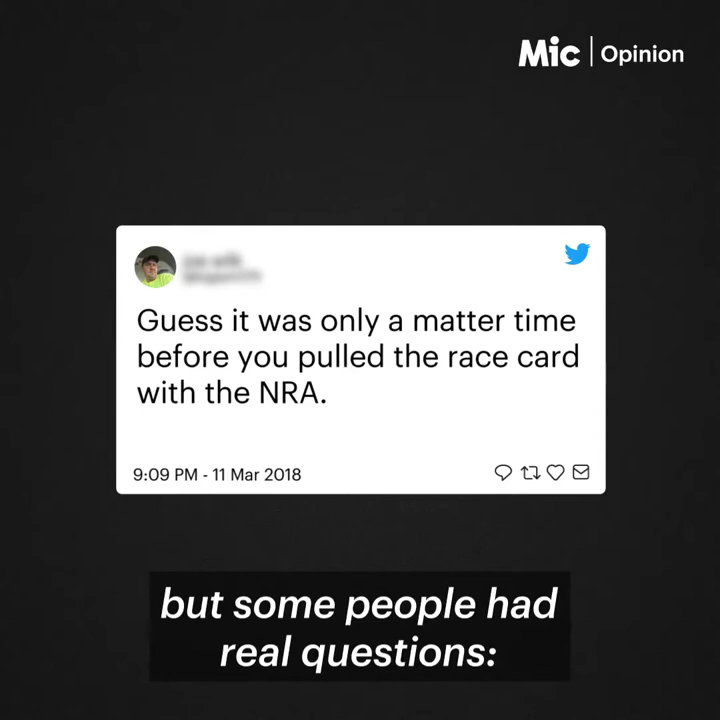 Mic | Opinion
Guess it was only a matter time
before you pulled the race card
with the NRA.
9:09 PM - 11 Mar 2018
but some people had
real questions: